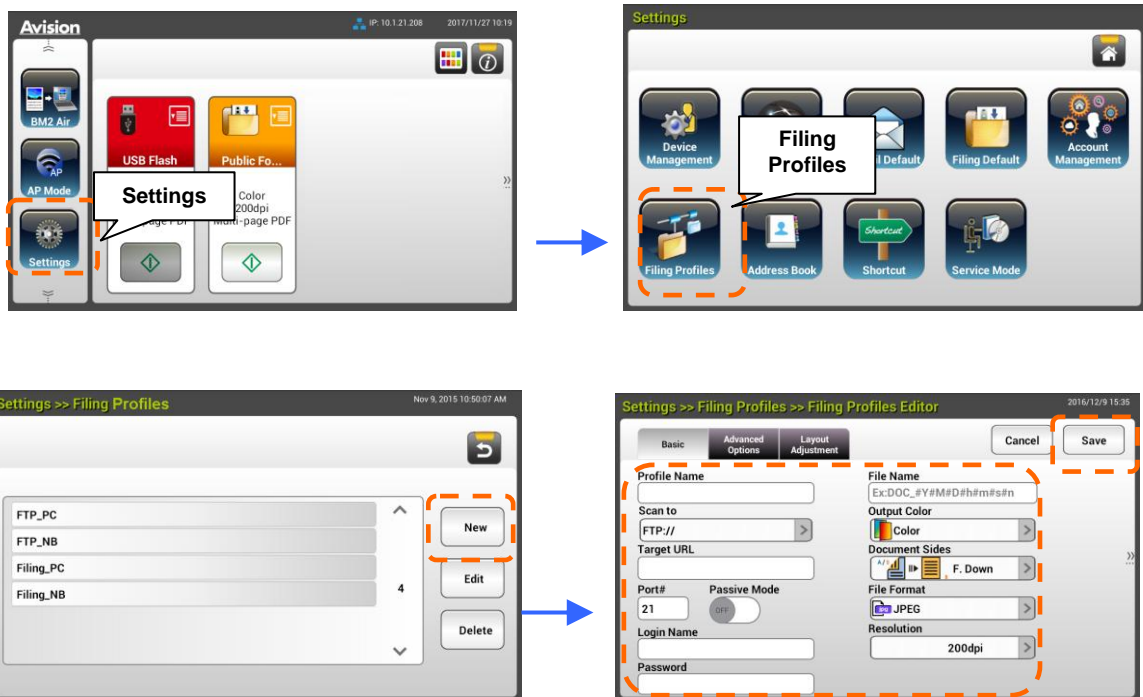 Avision
IP: 10.1.21.208
2017/11/27 10:19
BM2 Air
AP Mode
Settings
USB Flash
Public Fo...
Color
200dpi
Multi-page PDF
Settings
Settings
Device
Management
Default
Filing Default
Account
Management
Filing
Profiles
Filing Profiles
Address Book
Shortcut
Shortcut
Service Mode
Settings >> Filing Profiles
Nov 9, 2015 10:50:07 AM
FTP_PC
FTP_NB
Filing_PC
Filing_NB
4
New
Edit
Delete
Settings >> Filing Profiles >> Filing Profiles Editor
2016/12/9 15:35
Basic
Advanced
Options
Layout
Adjustment
Cancel
Save
Profile Name
Scan to
FTP://
Target URL
Port#
Passive Mode
21
OFF
Login Name
Password
File Name
Ex:DOC_#Y#M#D#h#m#s#n
Output Color
Color
Document Sides
F. Down
File Format
JPEG
Resolution
200dpi